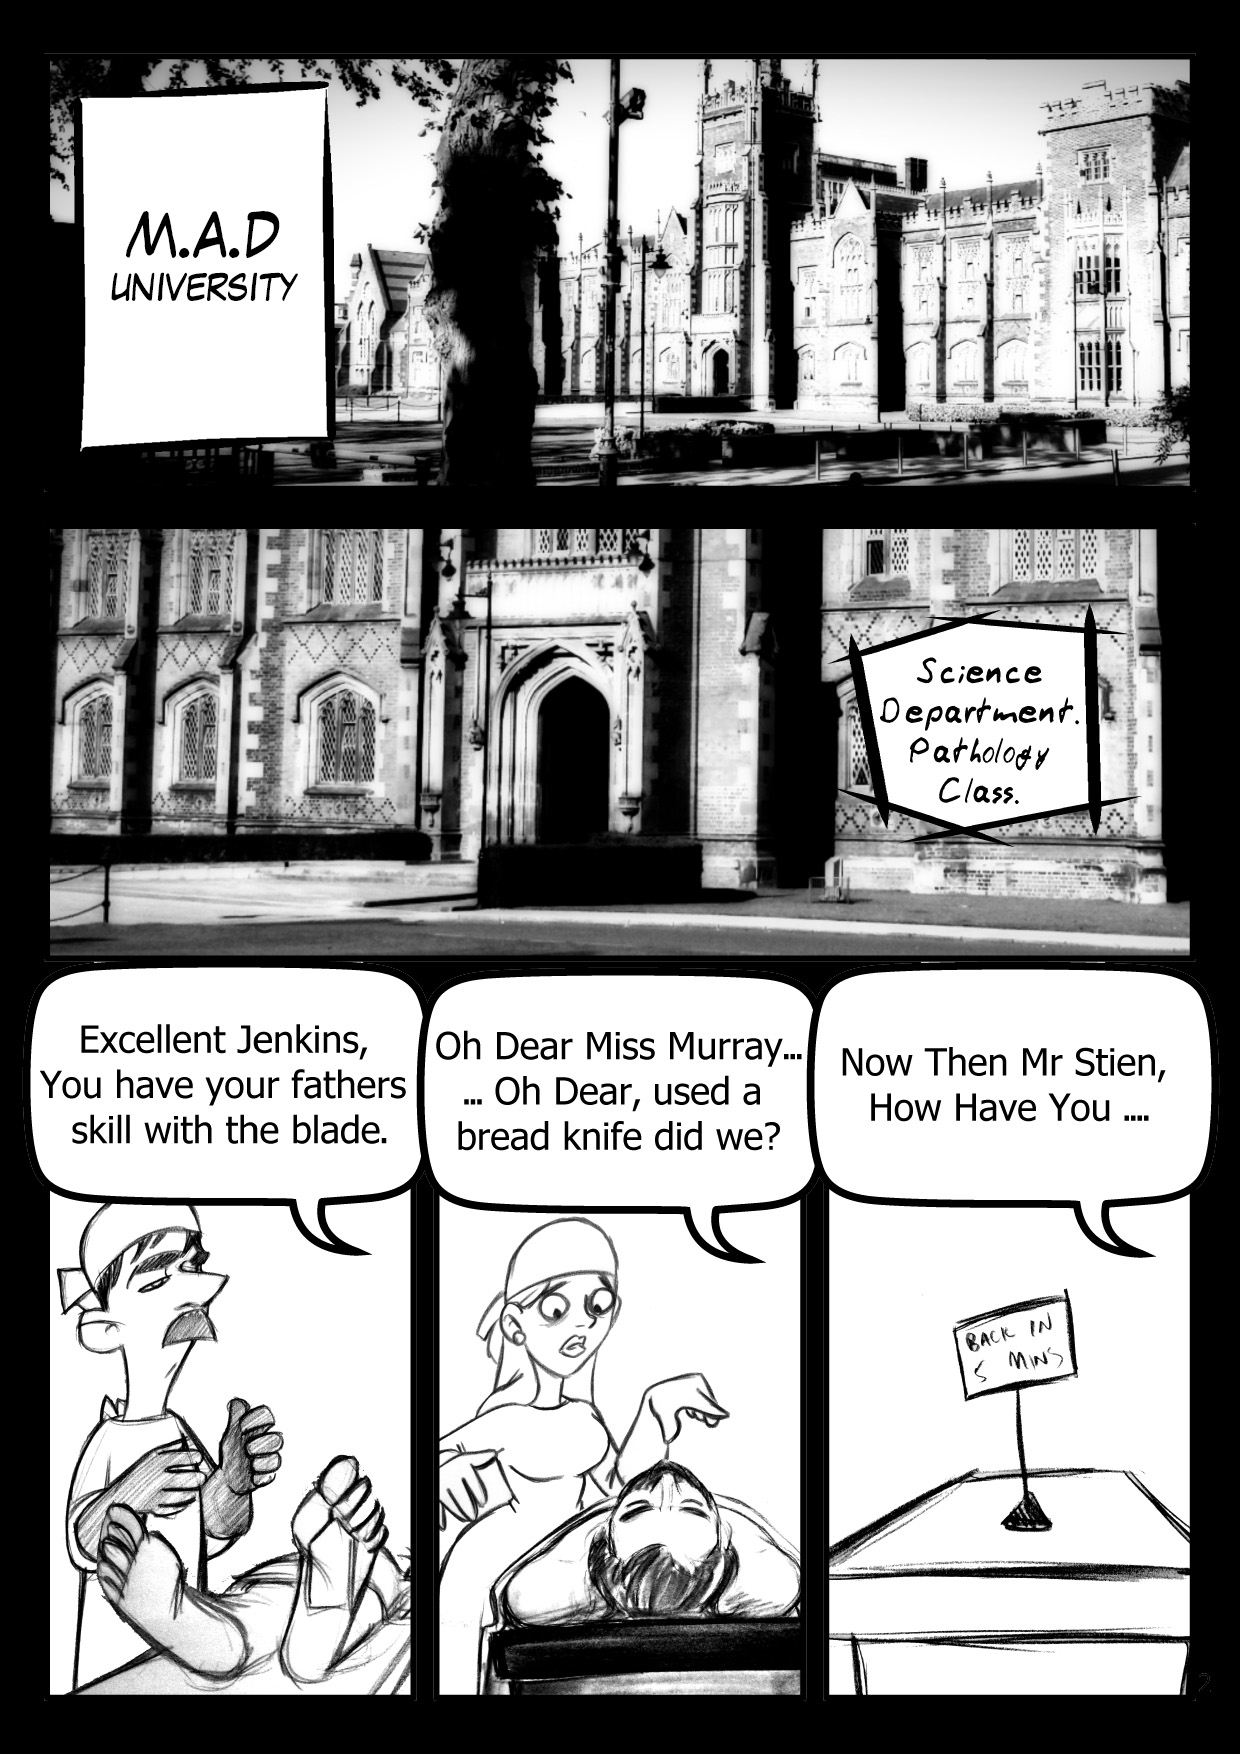 M.A.D
UNIVERSITY
Science
Department.
Pathology
Class.
Excellent Jenkins,
You have your fathers
skill with the blade.
Oh Dear Miss Murray...
... Oh Dear, used a
bread knife did we?
Now Then Mr Stien,
How Have You ....
BACK IN
5 MINS
2